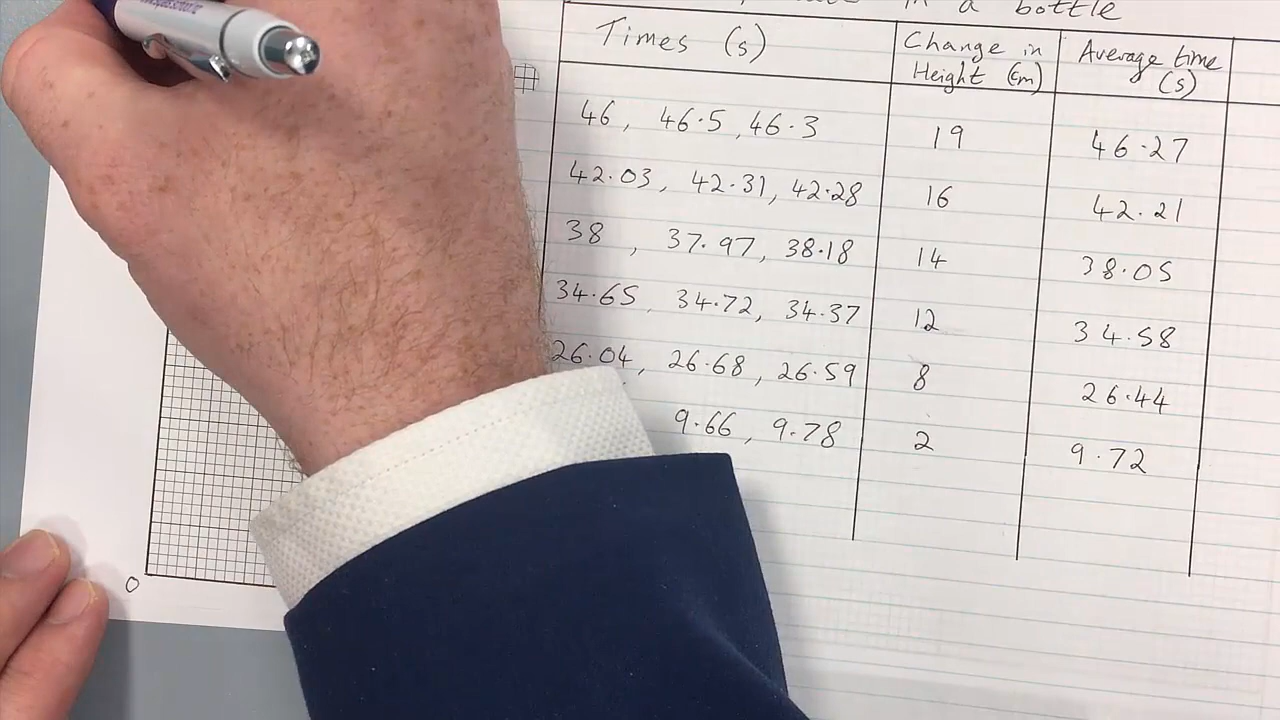 in a bottle
Times (s) Change in Height (cm) Average time (s)
46, 46.5, 46.3 19 46.27
42.03, 42.31, 42.28 16 42.21
38, 37.97, 38.18 14 38.05
34.65, 34.72, 34.37 12 34.58
26.04, 26.68, 26.59 8 26.44
9.66, 9.78 2 9.72
0